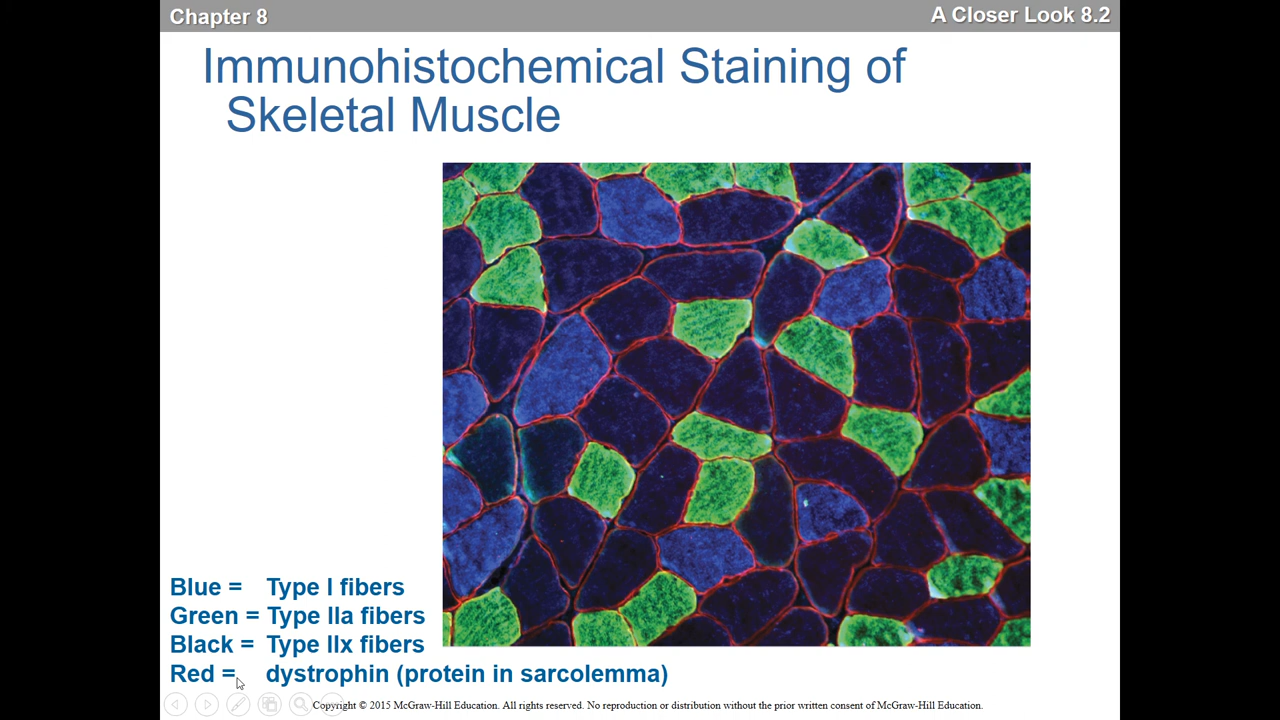 Chapter 8
A Closer Look 8.2
Immunohistochemical Staining of
Skeletal Muscle
Blue = Type I fibers
Green = Type IIa fibers
Black = Type IIx fibers
Red = dystrophin (protein in sarcolemma)
Copyright © 2015 McGraw-Hill Education. All rights reserved. No reproduction or distribution without the prior written consent of McGraw-Hill Education.